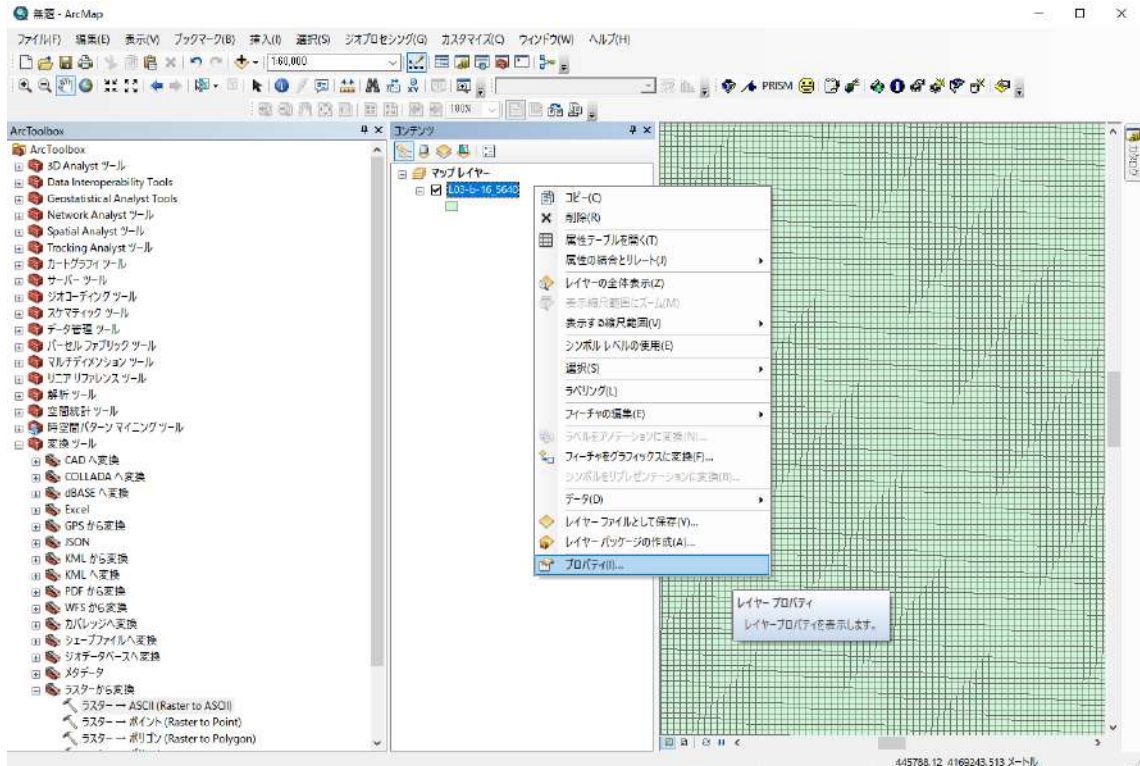 無題 - ArcMap
ファイル(F) 編集(E) 表示(V) ブックマーク(B) 挿入(I) 選択(S) ジオプロセシング(G) カスタマイズ(C) ウィンドウ(W) ヘルプ(H)
1:60,000
PRISM
100%
ArcToolbox
ArcToolbox
3D Analyst ツール
Data Interoperability Tools
Geostatistical Analyst Tools
Network Analyst ツール
Spatial Analyst ツール
Tracking Analyst ツール
カートグラフィ ツール
サーバー ツール
ジオコーディング ツール
スケマティック ツール
データ管理 ツール
パーセル ファブリック ツール
マルチディメンション ツール
リニア リファレンス ツール
解析 ツール
空間統計 ツール
時空間パターン マイニング ツール
変換 ツール
CAD へ変換
COLLADA へ変換
dBASE へ変換
Excel
GPS から変換
JSON
KML から変換
KML へ変換
PDF から変換
WFS から変換
カバレッジへ変換
シェープファイルへ変換
ジオデータベースへ変換
メタデータ
ラスターから変換
ラスター → ASCII (Raster to ASCII)
ラスター → ポイント (Raster to Point)
ラスター → ポリゴン (Raster to Polygon)
コンテンツ
マップ レイヤー
L03-b-16_5640
コピー(C)
削除(R)
属性テーブルを開く(T)
属性の結合とリレート(J)
レイヤーの全体表示(Z)
表示縮尺範囲にズーム(M)
表示する縮尺範囲(V)
シンボル レベルの使用(E)
選択(S)
ラベリング(L)
フィーチャの編集(E)
ラベルをアノテーションに変換(N)...
フィーチャをグラフィックスに変換(F)...
シンボルをリプレゼンテーションに変換(B)...
データ(D)
レイヤー ファイルとして保存(Y)...
レイヤー パッケージの作成(A)...
プロパティ(I)...
レイヤー プロパティ
レイヤープロパティを表示します。
カタログ
445788.12 4169243.513 メートル